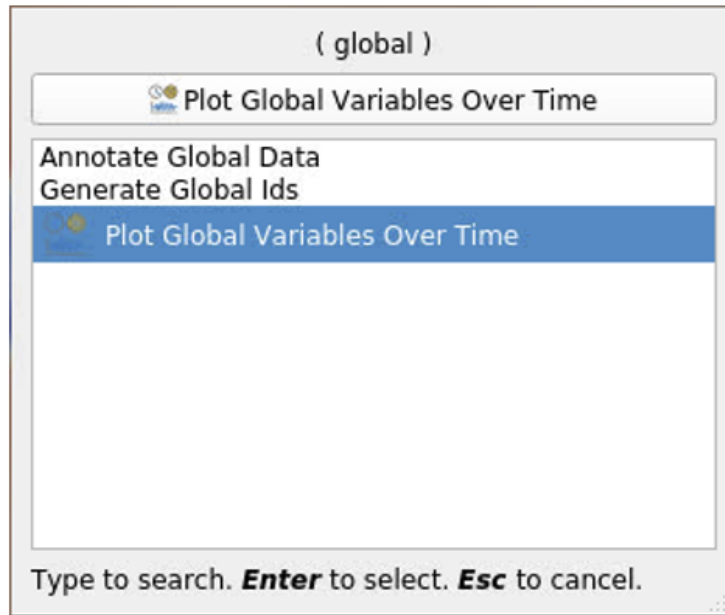 ( global )
Plot Global Variables Over Time
Annotate Global Data
Generate Global Ids
Plot Global Variables Over Time
Type to search. Enter to select. Esc to cancel.